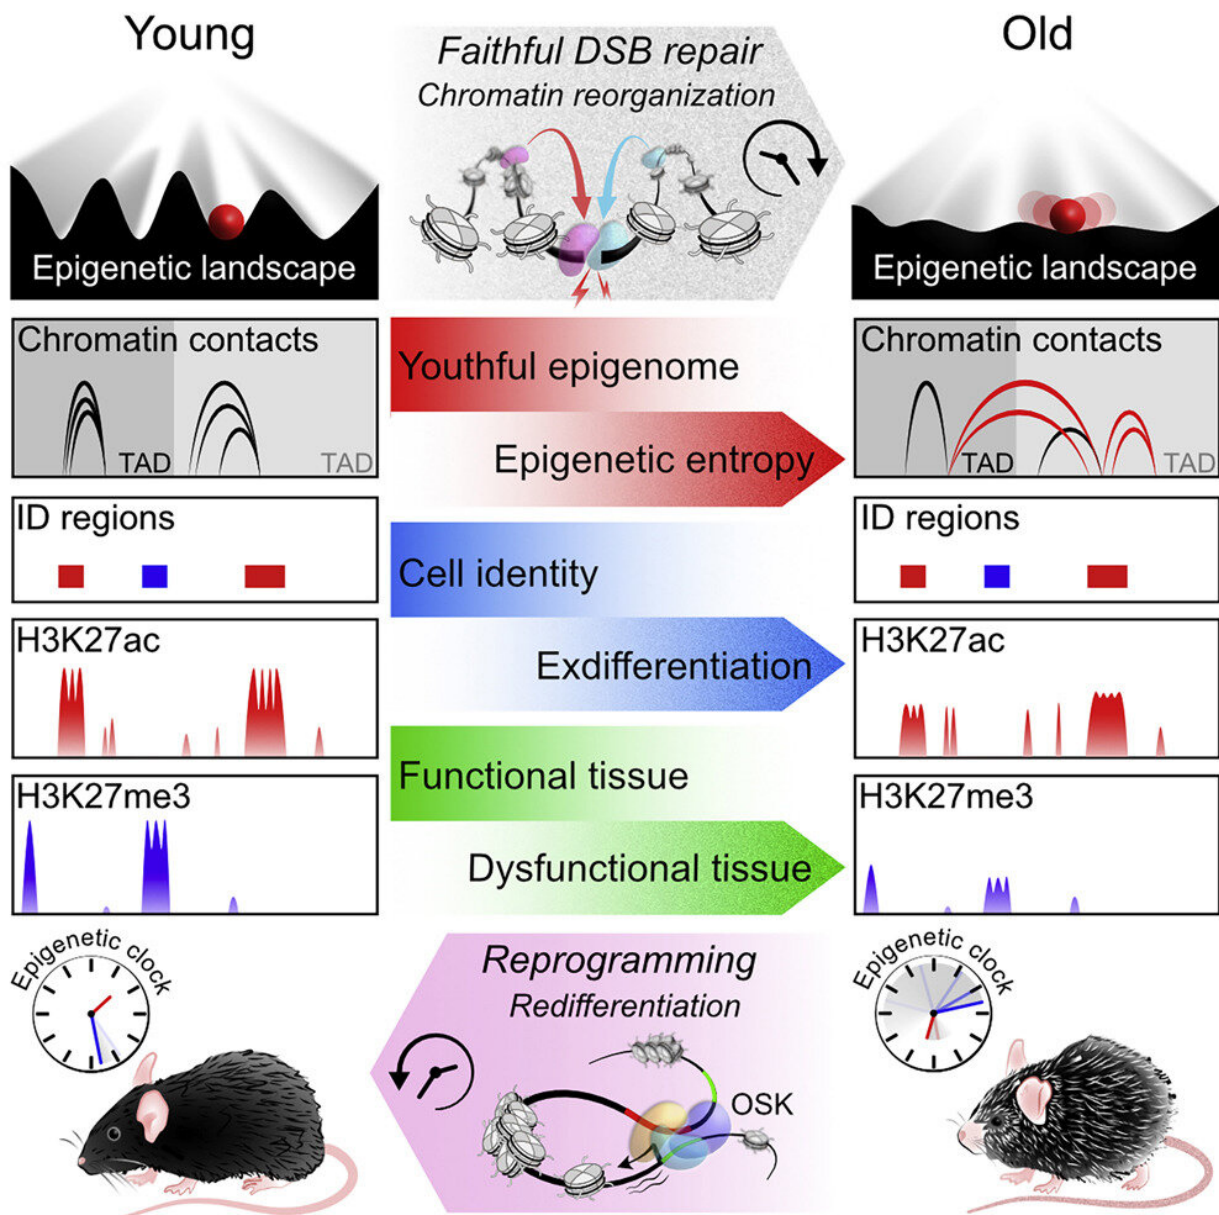 Young
Faithful DSB repair
Chromatin reorganization
Old
Epigenetic landscape
Epigenetic landscape
Chromatin contacts
TAD
TAD
Youthful epigenome
Epigenetic entropy
Chromatin contacts
TAD
TAD
ID regions
Cell identity
ID regions
H3K27ac
Exdifferentiation
H3K27ac
Functional tissue
H3K27me3
Dysfunctional tissue
H3K27me3
Epigenetic clock
Reprogramming
Redifferentiation
OSK
Epigenetic clock